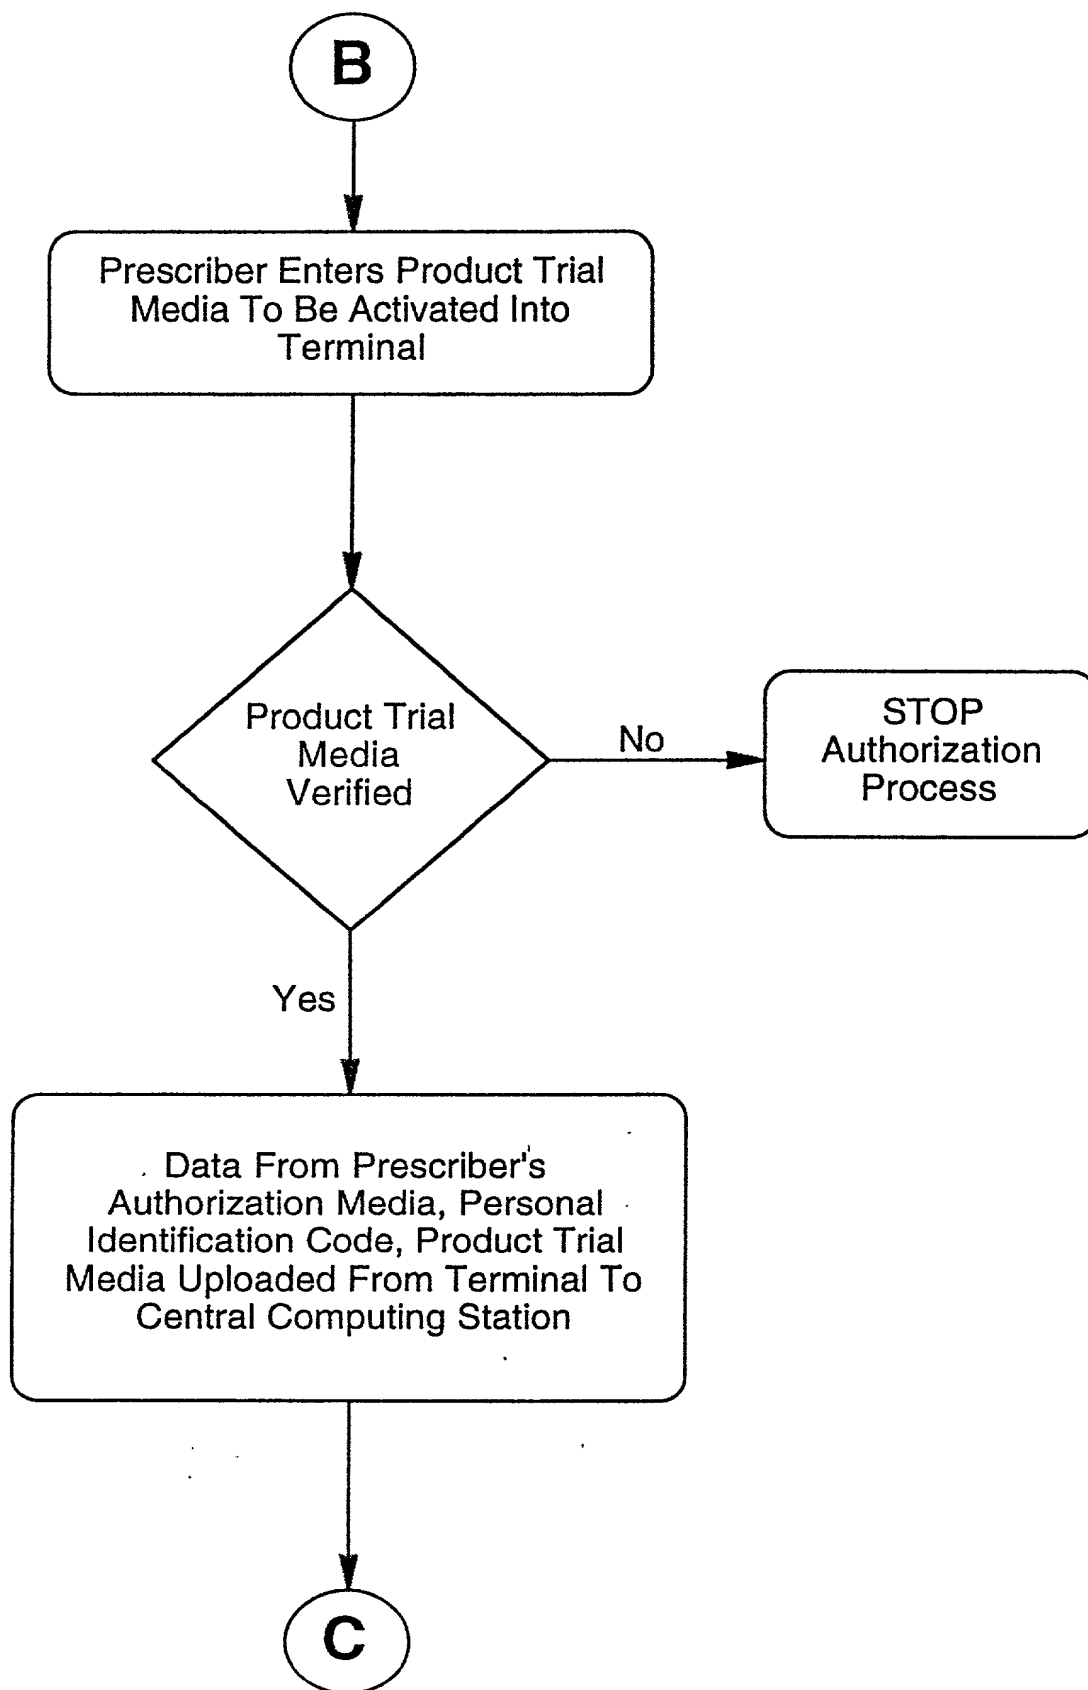 B
Prescriber Enters Product Trial
Media To Be Activated Into
Terminal
Product Trial
Media
Verified
No
STOP
Authorization
Process
Yes
Data From Prescriber's
Authorization Media, Personal
Identification Code, Product Trial
Media Uploaded From Terminal To
Central Computing Station
C